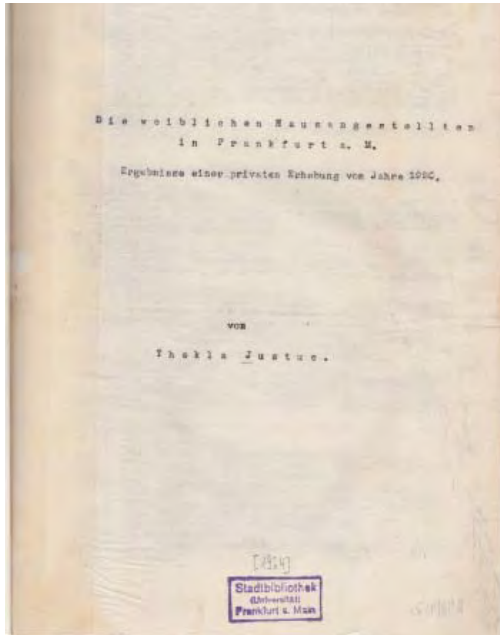 Die weiblichen Hausangestellten
in Frankfurt a. M.
Ergebnisse einer privaten Erhebung vom Jahre 1920.
von
Thekla Justus.
[1924]
Stadtbibliothek
(Universität)
Frankfurt a. Main